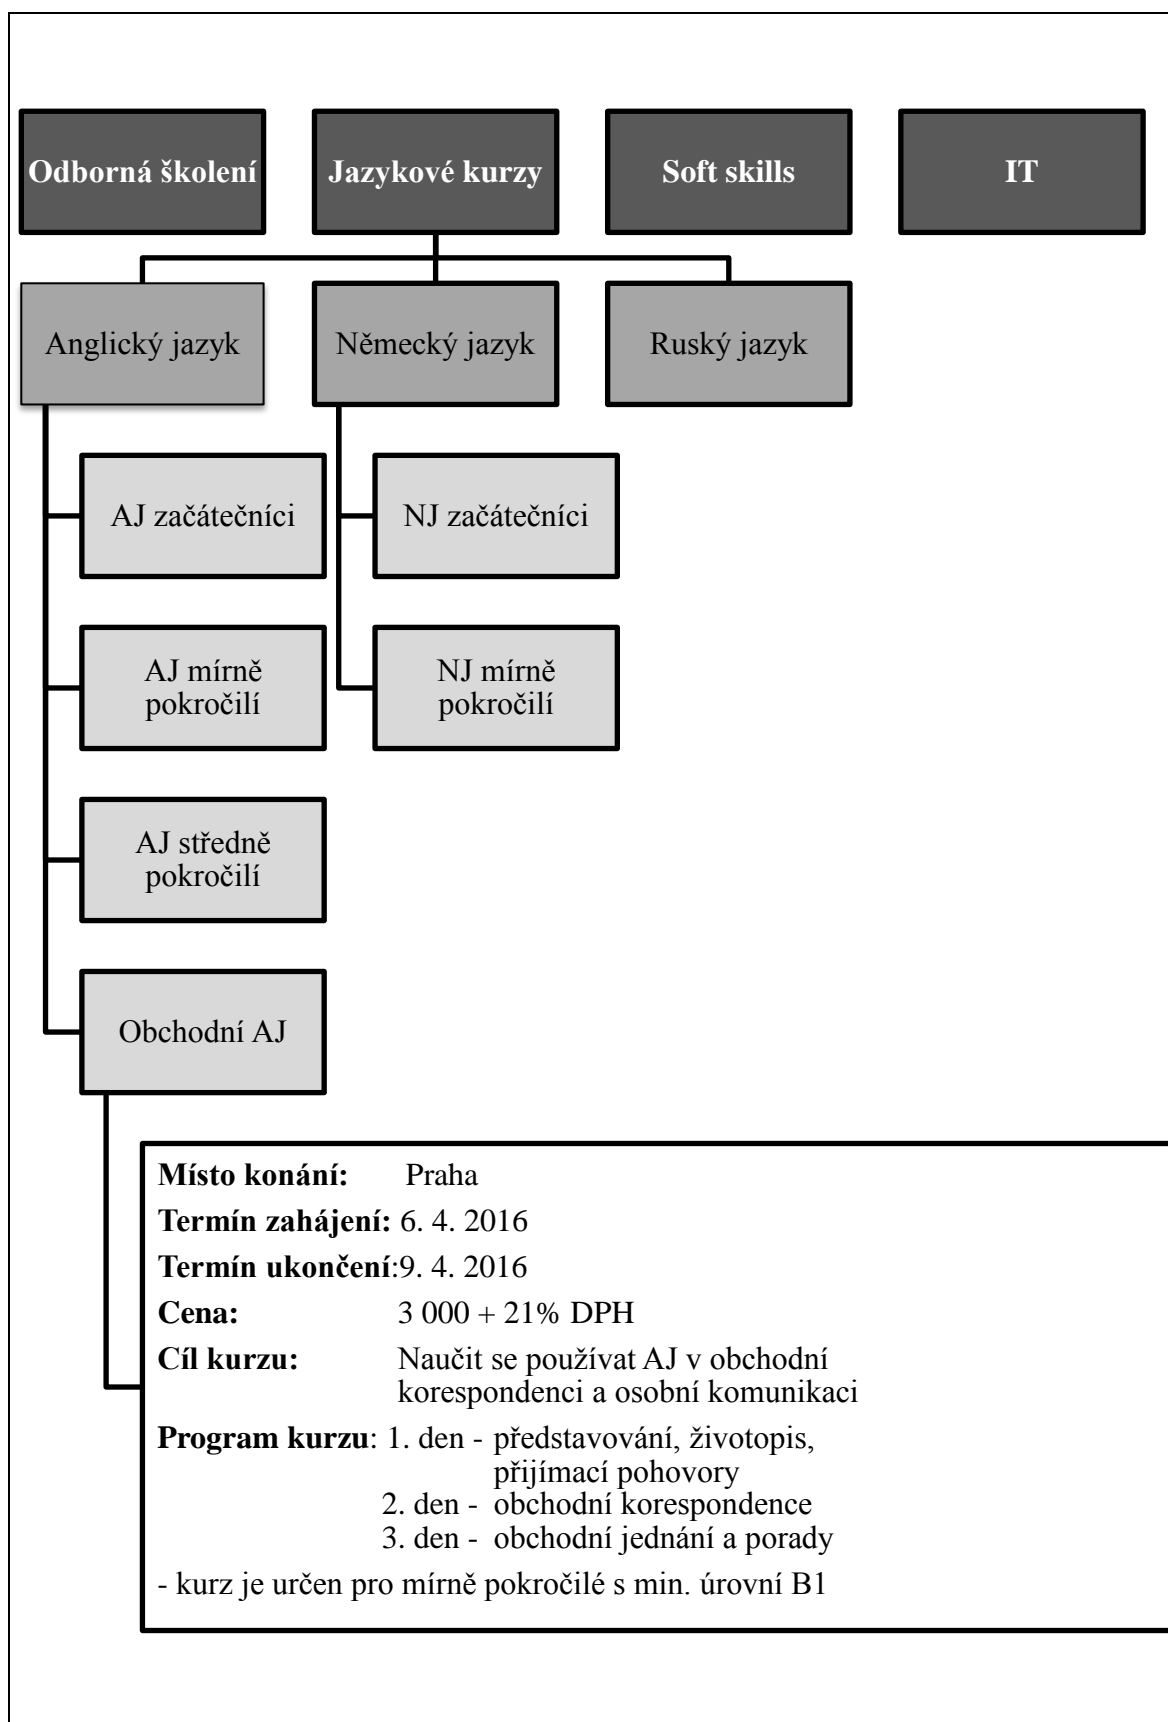 Odborná školení
Jazykové kurzy
Soft skills
IT
Anglický jazyk
Německý jazyk
Ruský jazyk
AJ začátečníci
NJ začátečníci
AJ mírně
pokročilí
NJ mírně
pokročilí
AJ středně
pokročilí
Obchodní AJ
Místo konání: Praha
Termín zahájení: 6. 4. 2016
Termín ukončení:9. 4. 2016
Cena: 3 000 + 21% DPH
Cíl kurzu: Naučit se používat AJ v obchodní
korespondenci a osobní komunikaci
Program kurzu: 1. den - představování, životopis,
přijímací pohovory
2. den - obchodní korespondence
3. den - obchodní jednání a porady
- kurz je určen pro mírně pokročilé s min. úrovní B1